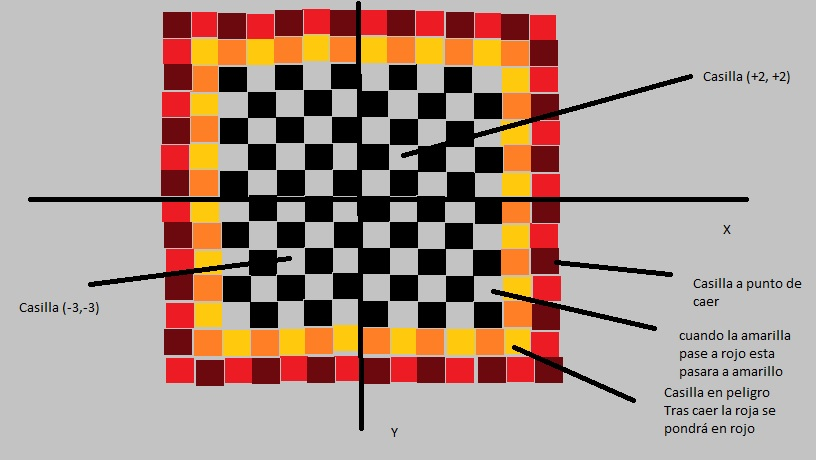 Casilla (+2, +2)
X
Casilla (-3,-3)
Casilla a punto de
caer
cuando la amarilla
pase a rojo esta
pasara a amarillo
Casilla en peligro
Tras caer la roja se
pondrá en rojo
Y